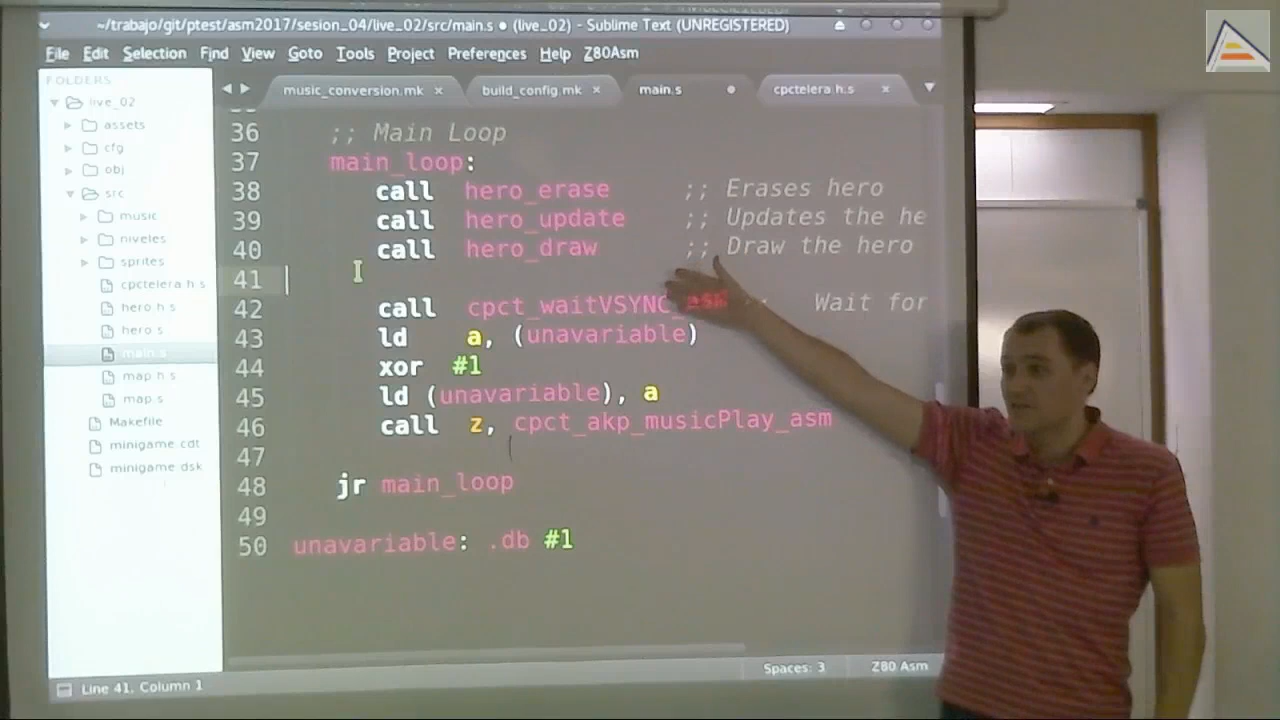 ~/trabajo/git/ptest/asm2017/sesion_04/live_02/src/main.s • (live_02) - Sublime Text (UNREGISTERED)
File Edit Selection Find View Goto Tools Project Preferences Help Z80Asm
FOLDERS
live_02
assets
cfg
obj
src
music
niveles
sprites
cpctelera.h.s
hero.h.s
hero.s
main.s
map.h.s
map.s
Makefile
minigame.cdt
minigame.dsk
music_conversion.mk × build_config.mk × main.s cpctelera.h.s ×
36 ;; Main Loop
37 main_loop:
38 call hero_erase ;; Erases hero
39 call hero_update ;; Updates the he
40 call hero_draw ;; Draw the hero
41
42 call cpct_waitVSYNC_asm ;; Wait for
43 ld a, (unavariable)
44 xor #1
45 ld (unavariable), a
46 call z, cpct_akp_musicPlay_asm
47
48 jr main_loop
49
50 unavariable: .db #1
Line 41, Column 1 Spaces: 3 Z80 Asm